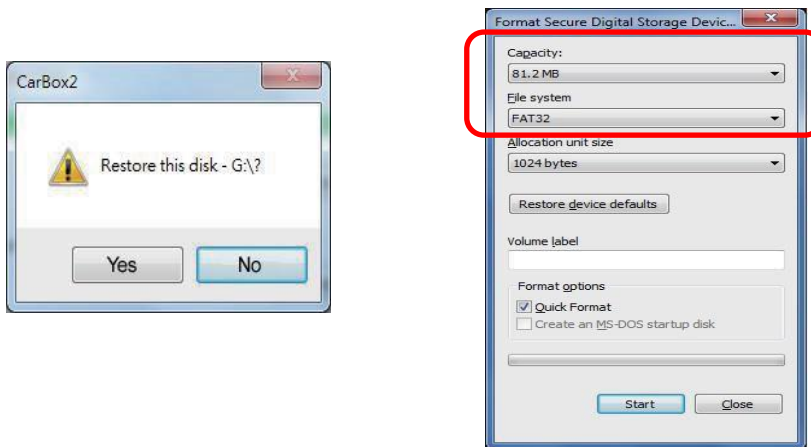 CarBox2
Restore this disk - G:\?
Yes
No
Format Secure Digital Storage Devic...
Capacity:
81.2 MB
File system
FAT32
Allocation unit size
1024 bytes
Restore device defaults
Volume label
Format options
Quick Format
Create an MS-DOS startup disk
Start
Close